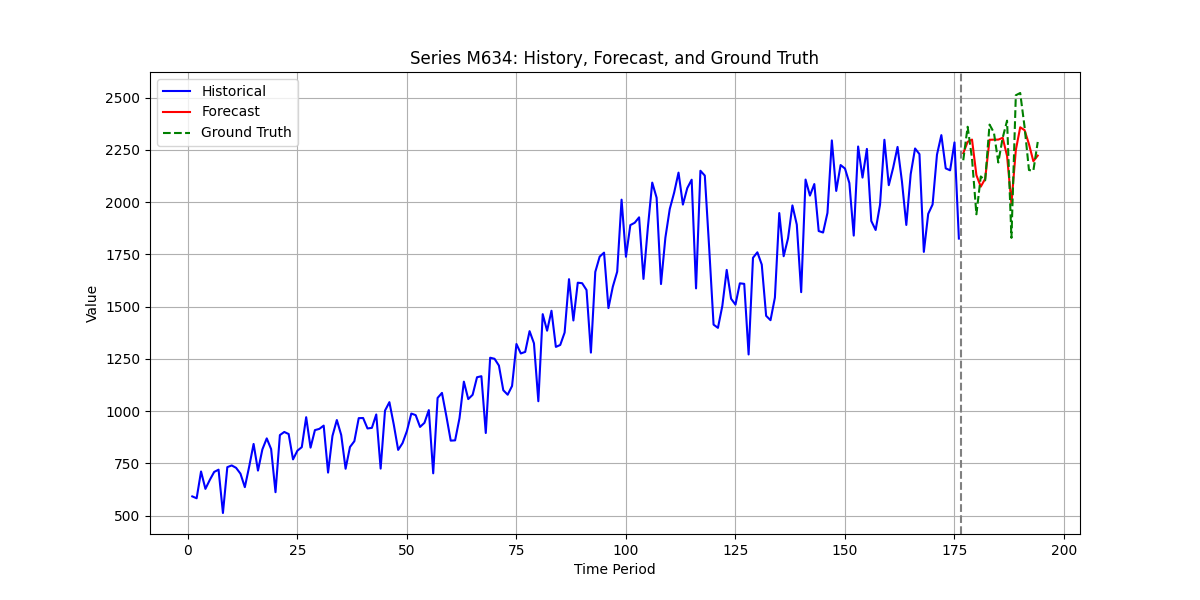 Series M634: History, Forecast, and Ground Truth
Historical
Forecast
Ground Truth
Value
2500
2250
2000
1750
1500
1250
1000
750
500
0 25 50 75 100 125 150 175 200
Time Period